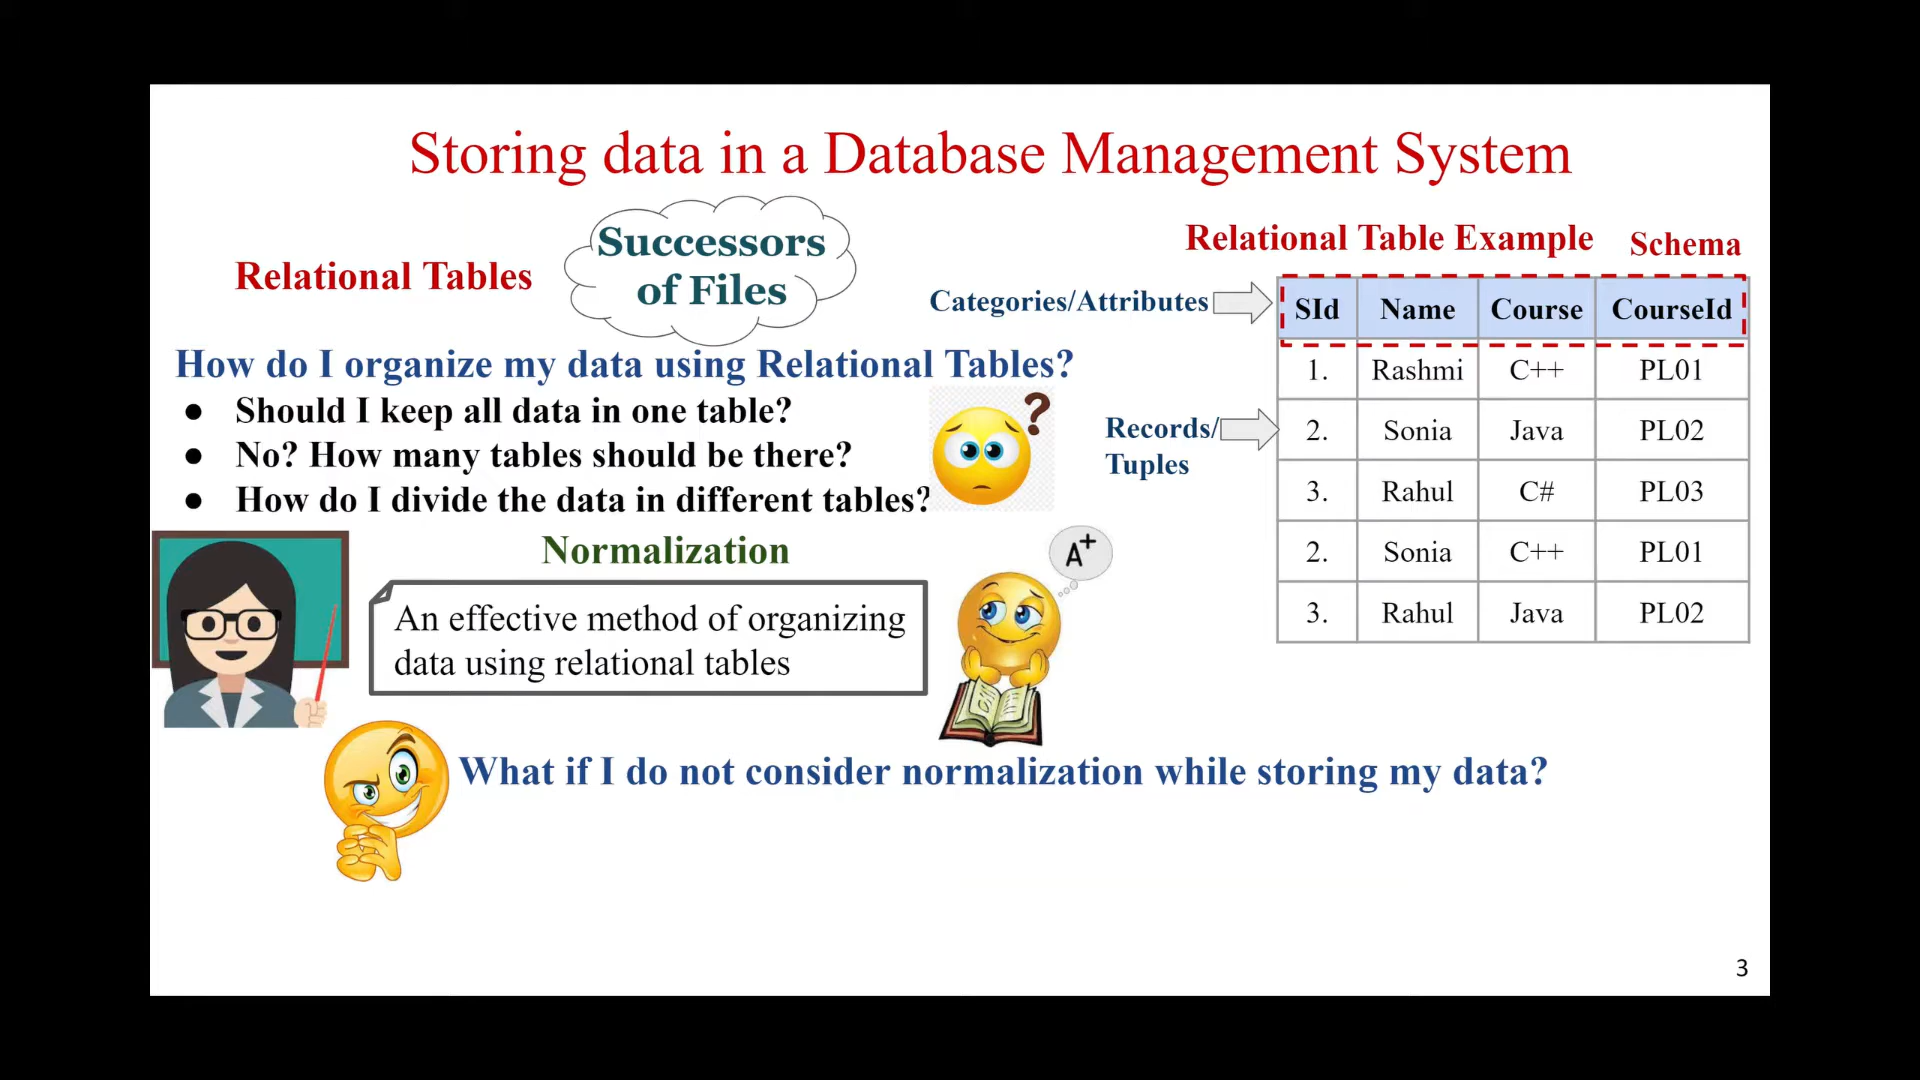 Storing data in a Database Management System
Relational Tables
Successors
of Files
How do I organize my data using Relational Tables?
● Should I keep all data in one table?
● No? How many tables should be there?
● How do I divide the data in different tables?
?
Normalization
An effective method of organizing
data using relational tables
A+
What if I do not consider normalization while storing my data?
Relational Table Example
Schema
Categories/Attributes
Records/
Tuples
SId Name Course CourseId
1. Rashmi C++ PL01
2. Sonia Java PL02
3. Rahul C# PL03
2. Sonia C++ PL01
3. Rahul Java PL02
3